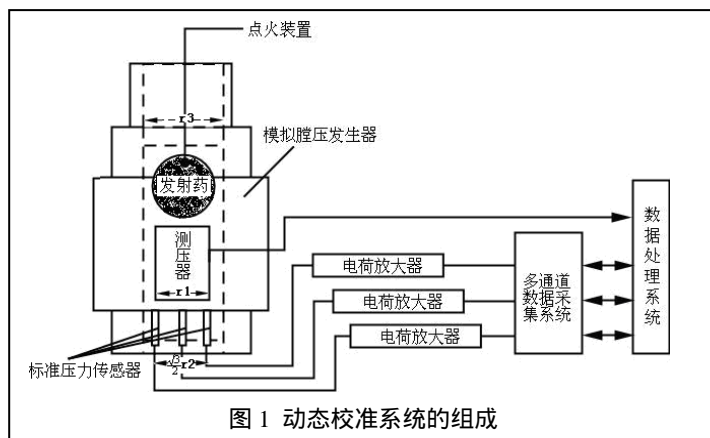 点火装置
r3
模拟膛压发生器
发射药
测压器
r1
数据处理系统
电荷放大器
多通道数据采集系统
电荷放大器
电荷放大器
标准压力传感器
√3/2 r2
图 1 动态校准系统的组成